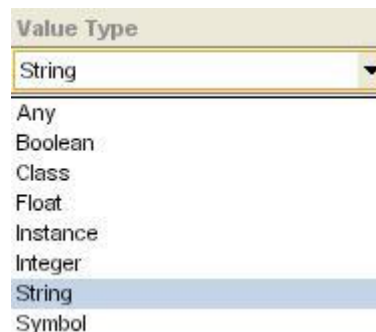 Value Type
String
Any
Boolean
Class
Float
Instance
Integer
String
Symbol